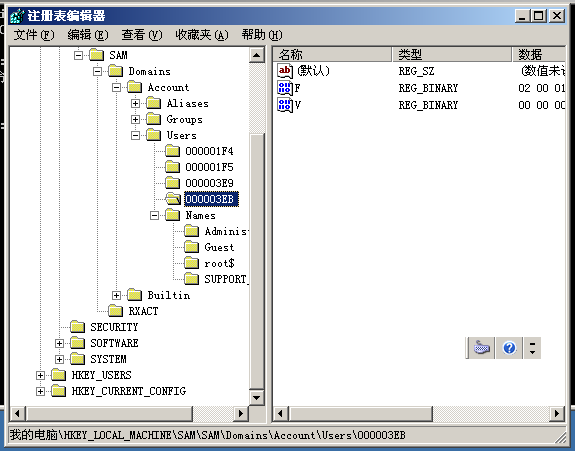 注册表编辑器
文件(F) 编辑(E) 查看(V) 收藏夹(A) 帮助(H)
SAM
Domains
Account
Aliases
Groups
Users
000001F4
000001F5
000003E9
000003EB
Names
Adminis
Guest
root$
SUPPORT_
Builtin
RXACT
SECURITY
SOFTWARE
SYSTEM
HKEY_USERS
HKEY_CURRENT_CONFIG
名称 类型 数据
ab (默认) REG_SZ (数值未
F REG_BINARY 02 00 01
V REG_BINARY 00 00 00
我的电脑\HKEY_LOCAL_MACHINE\SAM\SAM\Domains\Account\Users\000003EB